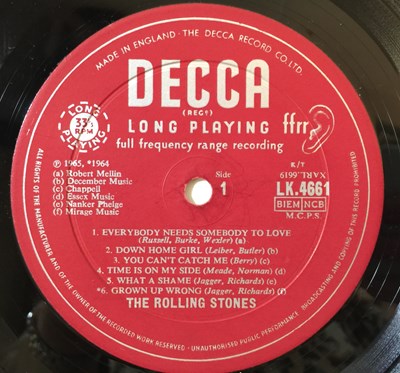 MADE IN ENGLAND · THE DECCA RECORD CO. LTD.
DECCA
(REGD)
LONG PLAYING ffrr
full frequency range recording
LONG 33⅓ RPM PLAYING
R/T
Ⓟ 1965, *1964
(a) Robert Mellin
(b) December Music
(c) Chappell
(d) Essex Music
(e) Nanker Phelge
(f) Mirage Music
Side
1
LK.4661
BIEM NCB
M.C.P.S.
1. EVERYBODY NEEDS SOMEBODY TO LOVE
(Russell, Burke, Wexler) (a)
2. DOWN HOME GIRL (Leiber, Butler) (b)
3. YOU CAN'T CATCH ME (Berry) (c)
4. TIME IS ON MY SIDE (Meade, Norman) (d)
5. WHAT A SHAME (Jagger, Richards) (e)
*6. GROWN UP WRONG (Jagger, Richards) (f)
THE ROLLING STONES
ALL RIGHTS OF THE MANUFACTURER AND OF THE OWNER OF THE RECORDED WORK RESERVED · UNAUTHORISED PUBLIC PERFORMANCE, BROADCASTING AND COPYING OF THIS RECORD PROHIBITED